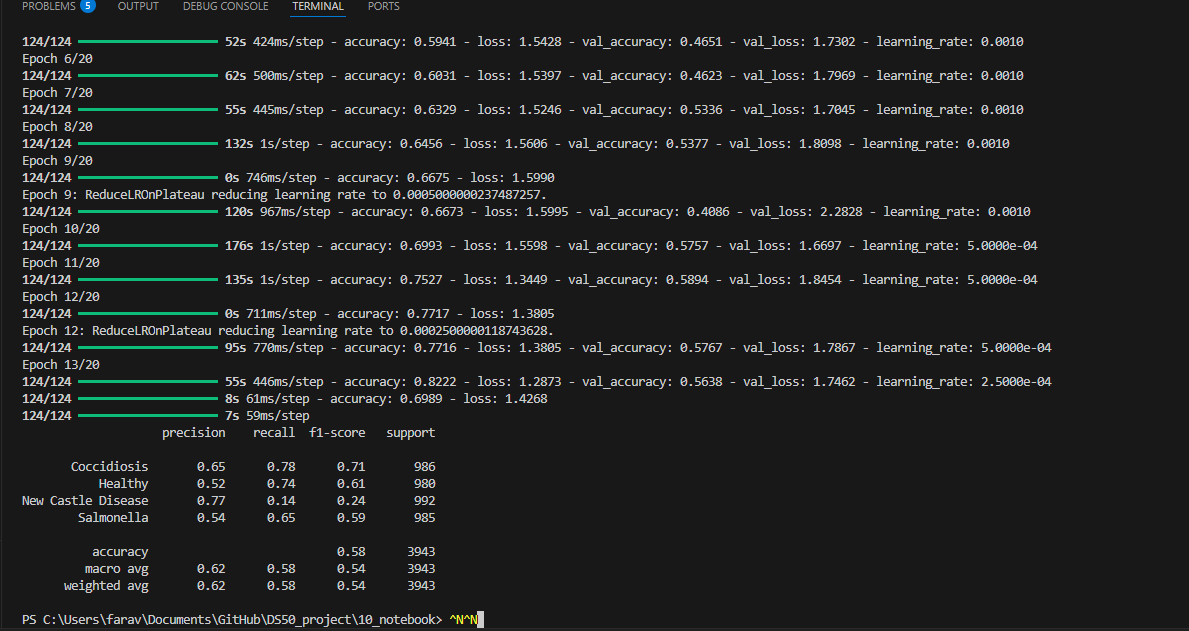 PROBLEMS 5 OUTPUT DEBUG CONSOLE TERMINAL PORTS
124/124 52s 424ms/step - accuracy: 0.5941 - loss: 1.5428 - val_accuracy: 0.4651 - val_loss: 1.7302 - learning_rate: 0.0010
Epoch 6/20
124/124 62s 500ms/step - accuracy: 0.6031 - loss: 1.5397 - val_accuracy: 0.4623 - val_loss: 1.7969 - learning_rate: 0.0010
Epoch 7/20
124/124 55s 445ms/step - accuracy: 0.6329 - loss: 1.5246 - val_accuracy: 0.5336 - val_loss: 1.7045 - learning_rate: 0.0010
Epoch 8/20
124/124 132s 1s/step - accuracy: 0.6456 - loss: 1.5606 - val_accuracy: 0.5377 - val_loss: 1.8098 - learning_rate: 0.0010
Epoch 9/20
124/124 0s 746ms/step - accuracy: 0.6675 - loss: 1.5990
Epoch 9: ReduceLROnPlateau reducing learning rate to 0.0005000000237487257.
124/124 120s 967ms/step - accuracy: 0.6673 - loss: 1.5995 - val_accuracy: 0.4086 - val_loss: 2.2828 - learning_rate: 0.0010
Epoch 10/20
124/124 176s 1s/step - accuracy: 0.6993 - loss: 1.5598 - val_accuracy: 0.5757 - val_loss: 1.6697 - learning_rate: 5.0000e-04
Epoch 11/20
124/124 135s 1s/step - accuracy: 0.7527 - loss: 1.3449 - val_accuracy: 0.5894 - val_loss: 1.8454 - learning_rate: 5.0000e-04
Epoch 12/20
124/124 0s 711ms/step - accuracy: 0.7717 - loss: 1.3805
Epoch 12: ReduceLROnPlateau reducing learning rate to 0.0002500000118743628.
124/124 95s 770ms/step - accuracy: 0.7716 - loss: 1.3805 - val_accuracy: 0.5767 - val_loss: 1.7867 - learning_rate: 5.0000e-04
Epoch 13/20
124/124 55s 446ms/step - accuracy: 0.8222 - loss: 1.2873 - val_accuracy: 0.5638 - val_loss: 1.7462 - learning_rate: 2.5000e-04
124/124 8s 61ms/step - accuracy: 0.6989 - loss: 1.4268
124/124 7s 59ms/step
precision recall f1-score support
Coccidiosis 0.65 0.78 0.71 986
Healthy 0.52 0.74 0.61 980
New Castle Disease 0.77 0.14 0.24 992
Salmonella 0.54 0.65 0.59 985
accuracy 0.58 3943
macro avg 0.62 0.58 0.54 3943
weighted avg 0.62 0.58 0.54 3943
PS C:\Users\farav\Documents\GitHub\DS50_project\10_notebook> ^N^N